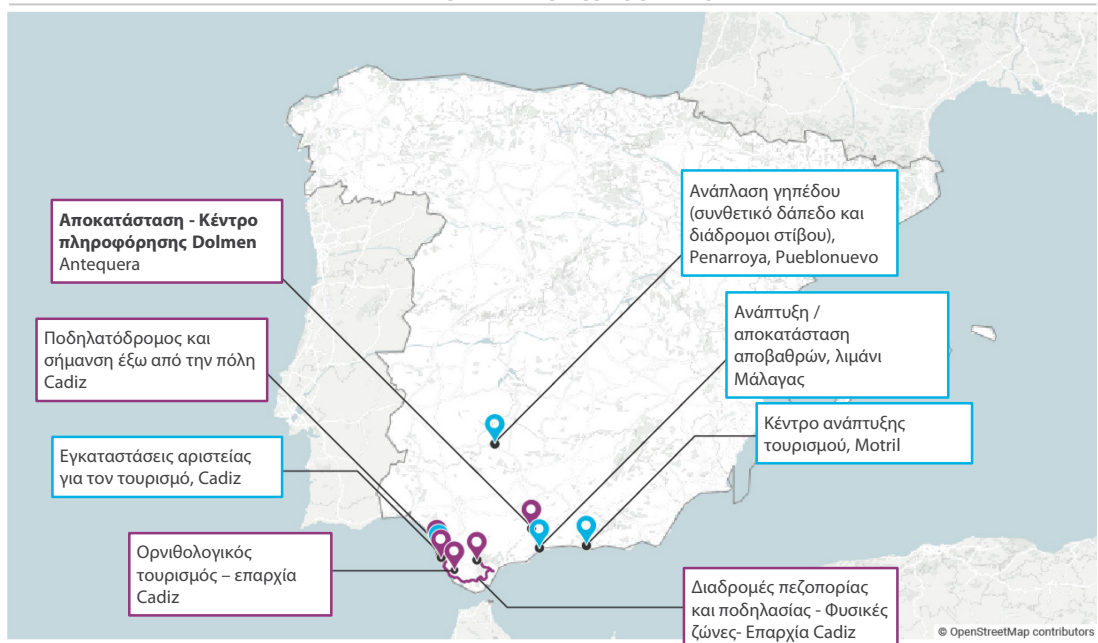 Αποκατάσταση - Κέντρο
πληροφόρησης Dolmen
Antequera
Ποδηλατόδρομος και
σήμανση έξω από την πόλη
Cadiz
Εγκαταστάσεις αριστείας
για τον τουρισμό, Cadiz
Ορνιθολογικός
τουρισμός – επαρχία
Cadiz
Ανάπλαση γηπέδου
(συνθετικό δάπεδο και
διάδρομοι στίβου),
Penarroya, Pueblonuevo
Ανάπτυξη /
αποκατάσταση
αποβαθρών, λιμάνι
Μάλαγας
Κέντρο ανάπτυξης
τουρισμού, Motril
Διαδρομές πεζοπορίας
και ποδηλασίας - Φυσικές
ζώνες- Επαρχία Cadiz
© OpenStreetMap contributors